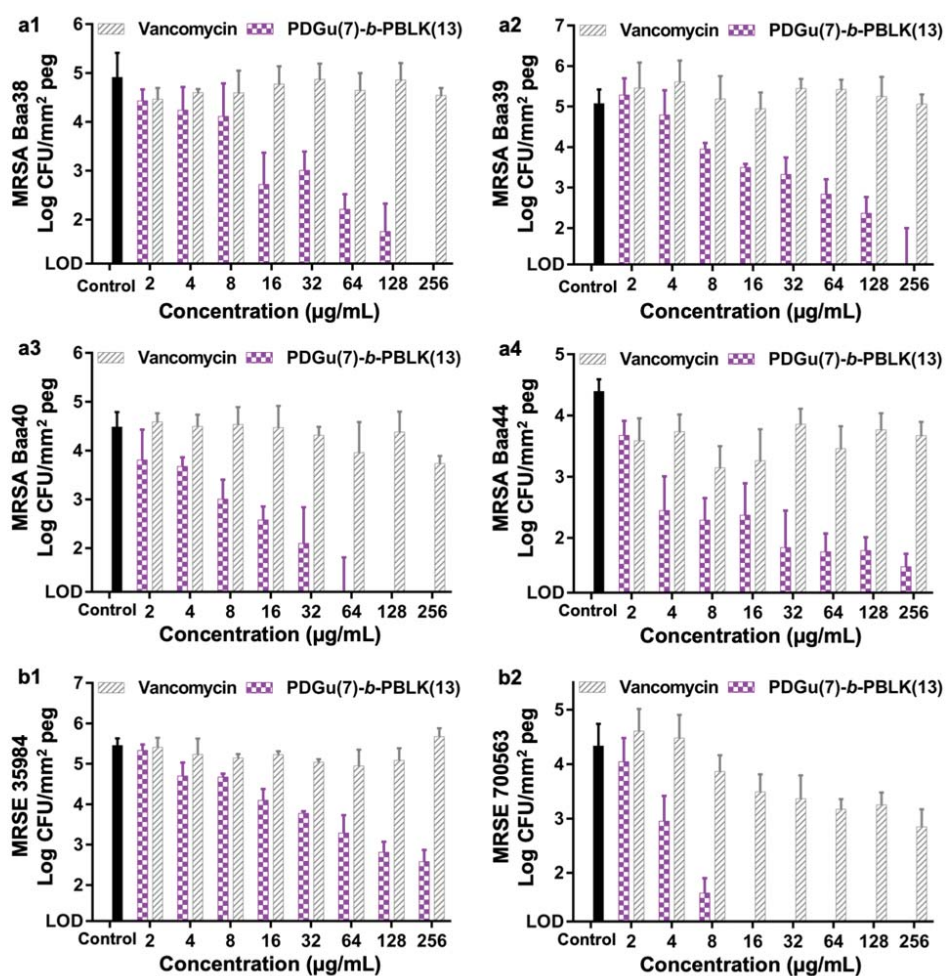 a1
Vancomycin PDGu(7)-b-PBLK(13)
MRSA Baa38
Log CFU/mm² peg
6
5
4
3
2
LOD
Control 2 4 8 16 32 64 128 256
Concentration (µg/mL)
a2
Vancomycin PDGu(7)-b-PBLK(13)
MRSA Baa39
Log CFU/mm² peg
7
6
5
4
3
2
LOD
Control 2 4 8 16 32 64 128 256
Concentration (µg/mL)
a3
Vancomycin PDGu(7)-b-PBLK(13)
MRSA Baa40
Log CFU/mm² peg
6
5
4
3
2
LOD
Control 2 4 8 16 32 64 128 256
Concentration (µg/mL)
a4
Vancomycin PDGu(7)-b-PBLK(13)
MRSA Baa44
Log CFU/mm² peg
5
4
3
2
LOD
Control 2 4 8 16 32 64 128 256
Concentration (µg/mL)
b1
Vancomycin PDGu(7)-b-PBLK(13)
MRSE 35984
Log CFU/mm² peg
7
6
5
4
3
2
LOD
Control 2 4 8 16 32 64 128 256
Concentration (µg/mL)
b2
Vancomycin PDGu(7)-b-PBLK(13)
MRSE 700563
Log CFU/mm² peg
5
4
3
2
LOD
Control 2 4 8 16 32 64 128 256
Concentration (µg/mL)